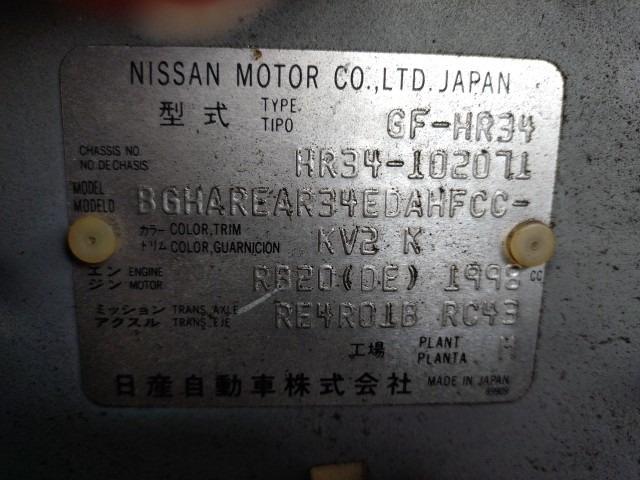 NISSAN MOTOR CO.,LTD. JAPAN
型式 TYPE TIPO GF-HR34
CHASSIS NO. NO. DE CHASIS HR34-102071
MODEL MODELO BGHAREAR34EDAHFCC-
カラー COLOR,TRIM
トリム COLOR,GUARNICION KV2 K
エンジン ENGINE MOTOR RB20(DE) 1998 CC
ミッション TRANS. AXLE
アクスル TRANS. EJE RE4R01B RC43
工場 PLANT PLANTA M
日産自動車株式会社 MADE IN JAPAN